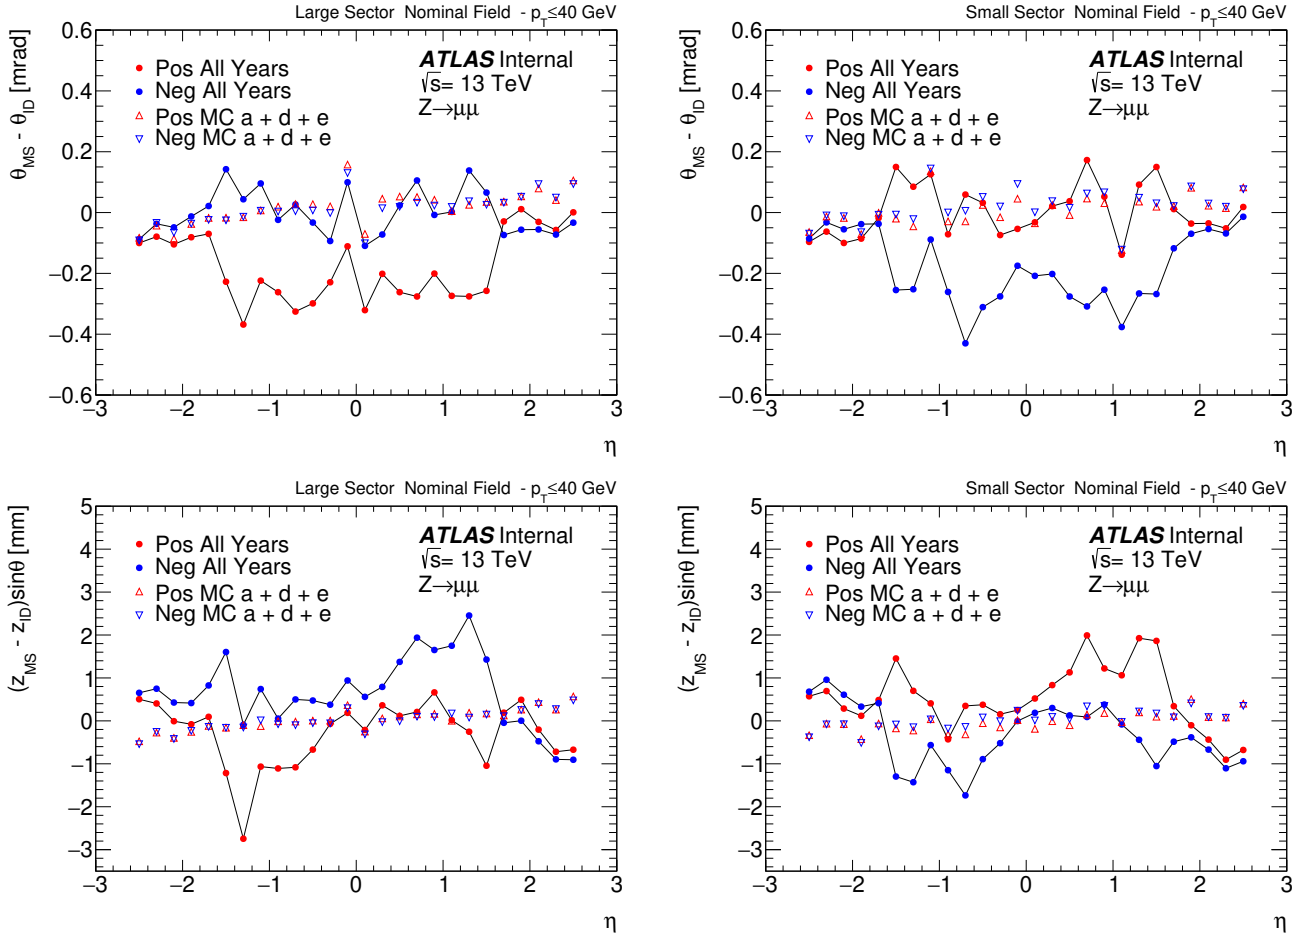 Large Sector  Nominal Field  - p_T≤40 GeV
θ_MS - θ_ID [mrad]
ATLAS Internal
√s= 13 TeV
Z→μμ
Pos All Years
Neg All Years
Pos MC a + d + e
Neg MC a + d + e
0.6
0.4
0.2
0
−0.2
−0.4
−0.6
−3 −2 −1 0 1 2 3
η
Small Sector  Nominal Field  - p_T≤40 GeV
θ_MS - θ_ID [mrad]
ATLAS Internal
√s= 13 TeV
Z→μμ
Pos All Years
Neg All Years
Pos MC a + d + e
Neg MC a + d + e
0.6
0.4
0.2
0
−0.2
−0.4
−0.6
−3 −2 −1 0 1 2 3
η
Large Sector  Nominal Field  - p_T≤40 GeV
(z_MS - z_ID)sinθ [mm]
ATLAS Internal
√s= 13 TeV
Z→μμ
Pos All Years
Neg All Years
Pos MC a + d + e
Neg MC a + d + e
5
4
3
2
1
0
−1
−2
−3
−3 −2 −1 0 1 2 3
η
Small Sector  Nominal Field  - p_T≤40 GeV
(z_MS - z_ID)sinθ [mm]
ATLAS Internal
√s= 13 TeV
Z→μμ
Pos All Years
Neg All Years
Pos MC a + d + e
Neg MC a + d + e
5
4
3
2
1
0
−1
−2
−3
−3 −2 −1 0 1 2 3
η